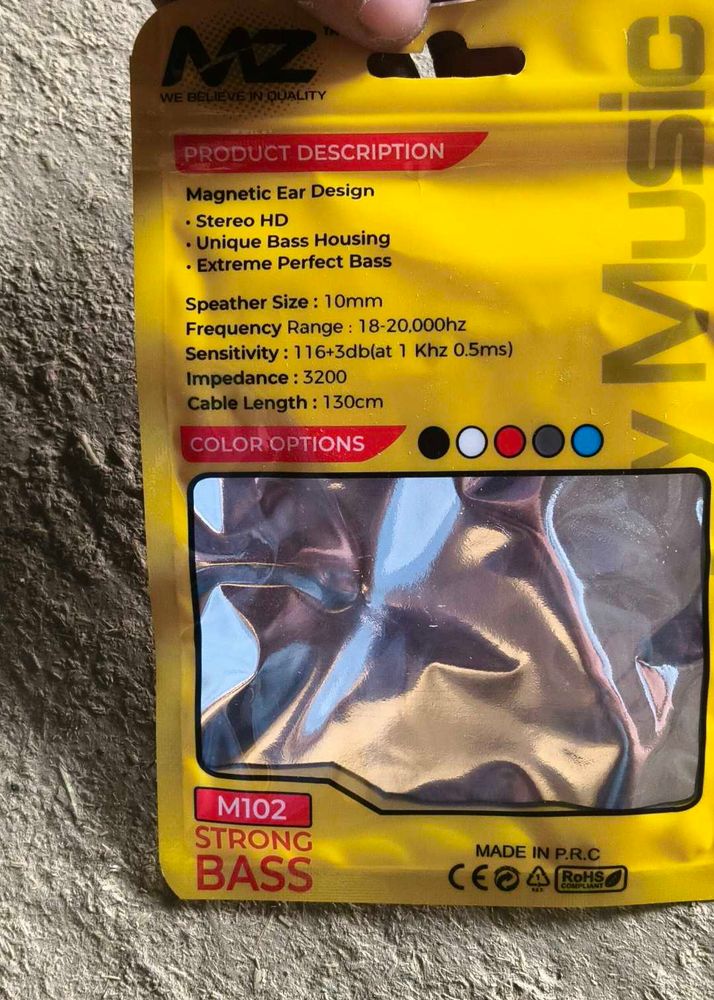 MZ
WE BELIEVE IN QUALITY
PRODUCT DESCRIPTION
Magnetic Ear Design
• Stereo HD
• Unique Bass Housing
• Extreme Perfect Bass
Speather Size : 10mm
Frequency Range : 18-20,000hz
Sensitivity : 116+3db(at 1 Khz 0.5ms)
Impedance : 3200
Cable Length : 130cm
COLOR OPTIONS
y Music
M102
STRONG
BASS
MADE IN P.R.C
CE
RoHS
COMPLIANT